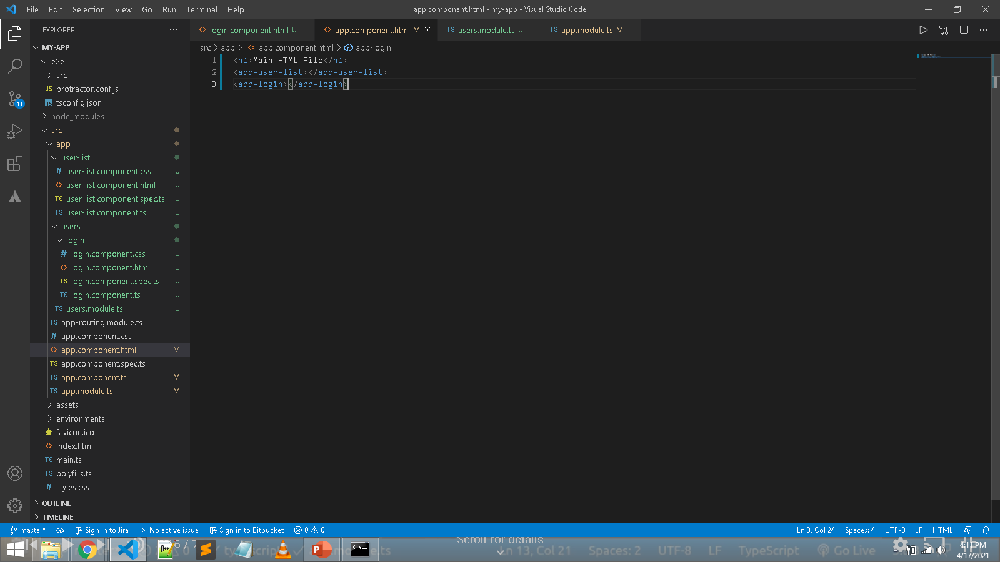 File Edit Selection View Go Run Terminal Help
app.component.html - my-app - Visual Studio Code
EXPLORER
login.component.html U
app.component.html M
users.module.ts U
app.module.ts M
MY-APP
src > app > app.component.html > app-login
1 <h1>Main HTML File</h1>
2 <app-user-list></app-user-list>
3 <app-login></app-login>
e2e
src
protractor.conf.js
tsconfig.json
node_modules
src
app
user-list
user-list.component.css U
user-list.component.html U
user-list.component.spec.ts U
user-list.component.ts U
users
login
login.component.css U
login.component.html U
login.component.spec.ts U
login.component.ts U
users.module.ts U
app-routing.module.ts
app.component.css
app.component.html M
app.component.spec.ts
app.component.ts M
app.module.ts M
assets
environments
favicon.ico
index.html
main.ts
polyfills.ts
styles.css
OUTLINE
TIMELINE
13
master* Sign in to Jira No active issue Sign in to Bitbucket 0 0
Ln 3, Col 24 Spaces: 4 UTF-8 LF HTML
Scroll for details
Ln 13, Col 21 Spaces: 2 UTF-8 LF TypeScript Go Live
4:11 PM
4/17/2021